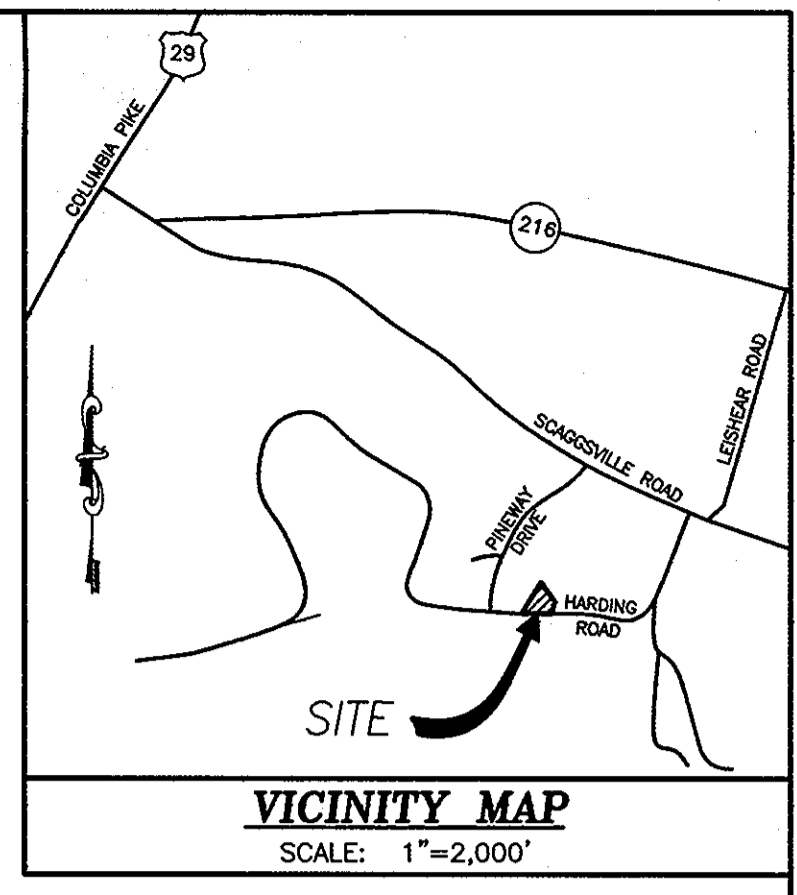 29
COLUMBIA PIKE
216
LEISHEAR ROAD
SCAGGSVILLE ROAD
PINEWAY
DRIVE
HARDING
ROAD
SITE
VICINITY MAP
SCALE: 1"=2,000'